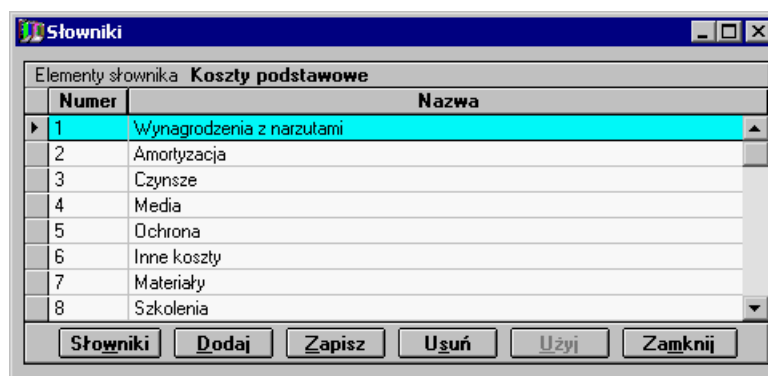 Słowniki
Elementy słownika Koszty podstawowe
Numer Nazwa
1 Wynagrodzenia z narzutami
2 Amortyzacja
3 Czynsze
4 Media
5 Ochrona
6 Inne koszty
7 Materiały
8 Szkolenia
Słowniki Dodaj Zapisz Usuń Użyj Zamknij